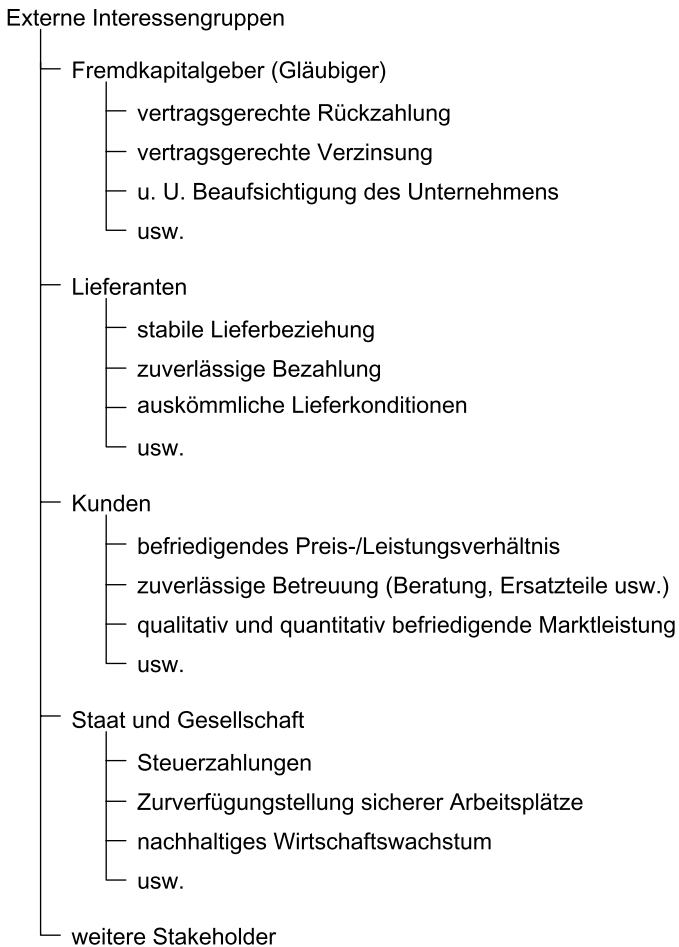 Externe Interessengruppen
Fremdkapitalgeber (Gläubiger)
vertragsgerechte Rückzahlung
vertragsgerechte Verzinsung
u. U. Beaufsichtigung des Unternehmens
usw.
Lieferanten
stabile Lieferbeziehung
zuverlässige Bezahlung
auskömmliche Lieferkonditionen
usw.
Kunden
befriedigendes Preis-/Leistungsverhältnis
zuverlässige Betreuung (Beratung, Ersatzteile usw.)
qualitativ und quantitativ befriedigende Marktleistung
usw.
Staat und Gesellschaft
Steuerzahlungen
Zurverfügungstellung sicherer Arbeitsplätze
nachhaltiges Wirtschaftswachstum
usw.
weitere Stakeholder